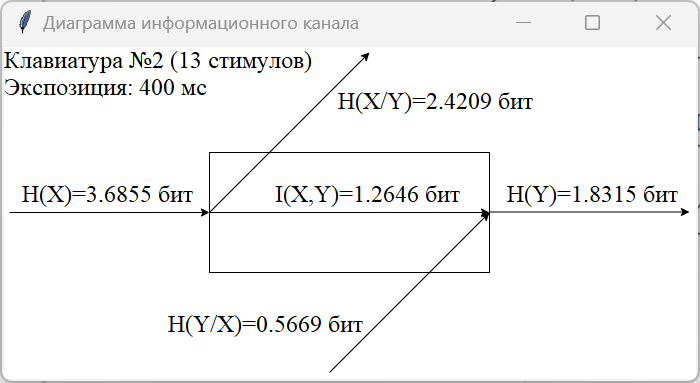 Диаграмма информационного канала
Клавиатура №2 (13 стимулов)
Экспозиция: 400 мс
H(X/Y)=2.4209 бит
H(X)=3.6855 бит
I(X,Y)=1.2646 бит
H(Y)=1.8315 бит
H(Y/X)=0.5669 бит